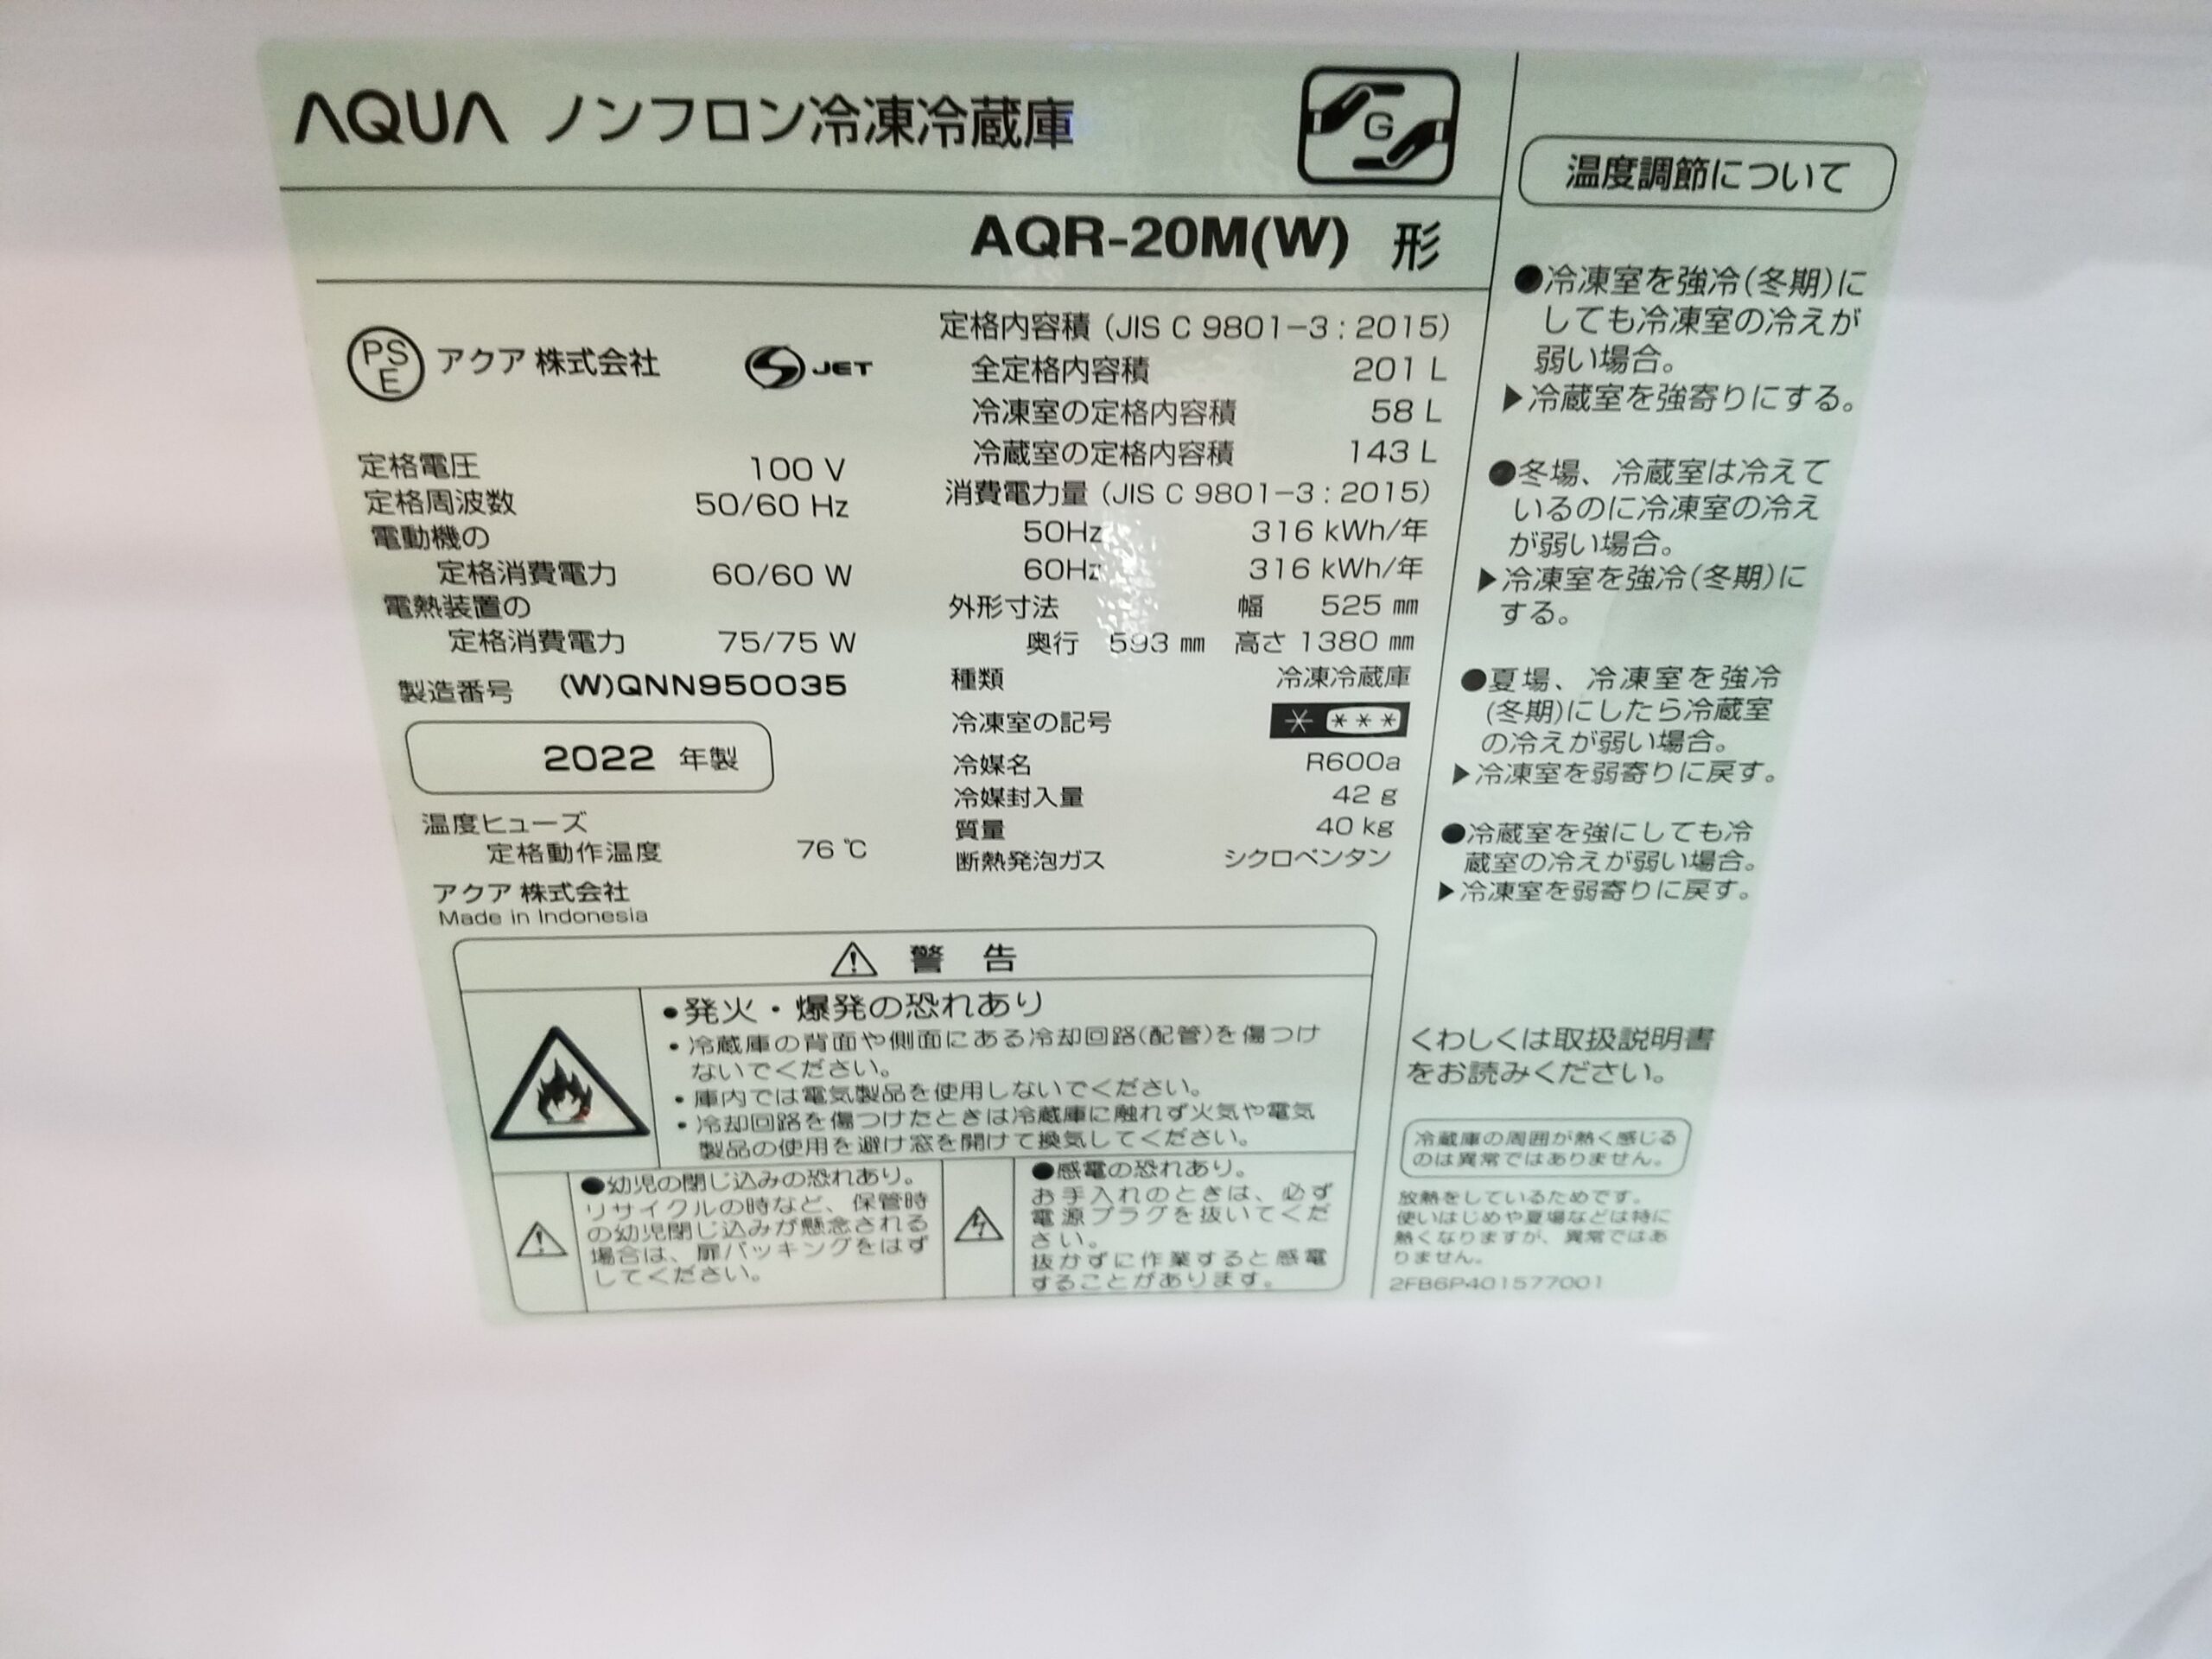 AQUA ノンフロン冷凍冷蔵庫
G
AQR-20M(W) 形
PS
E
アクア 株式会社
S JET
定格電圧 100 V
定格周波数 50/60 Hz
電動機の
定格消費電力 60/60 W
電熱装置の
定格消費電力 75/75 W
製造番号 (W)QNN950035
2022 年製
温度ヒューズ
定格動作温度 76 ℃
アクア 株式会社
Made in Indonesia
定格内容積 (JIS C 9801-3 : 2015)
全定格内容積 201 L
冷凍室の定格内容積 58 L
冷蔵室の定格内容積 143 L
消費電力量 (JIS C 9801-3 : 2015)
50Hz 316 kWh/年
60Hz 316 kWh/年
外形寸法 幅 525 ㎜
奥行 593 ㎜ 高さ 1380 ㎜
種類 冷凍冷蔵庫
冷凍室の記号 * ***
冷媒名 R600a
冷媒封入量 42 g
質量 40 kg
断熱発泡ガス シクロペンタン
⚠ 警 告
●発火・爆発の恐れあり
・冷蔵庫の背面や側面にある冷却回路(配管)を傷つけ
ないでください。
・庫内では電気製品を使用しないでください。
・冷却回路を傷つけたときは冷蔵庫に触れず火気や電気
製品の使用を避け窓を開けて換気してください。
●幼児の閉じ込みの恐れあり。
リサイクルの時など、保管時
の幼児閉じ込みが懸念される
場合は、扉パッキングをはず
してください。
●感電の恐れあり。
お手入れのときは、必ず
電源プラグを抜いてくだ
さい。
抜かずに作業すると感電
することがあります。
温度調節について
●冷凍室を強冷(冬期)に
しても冷凍室の冷えが
弱い場合。
▶冷蔵室を強寄りにする。
●冬場、冷蔵室は冷えて
いるのに冷凍室の冷え
が弱い場合。
▶冷凍室を強冷(冬期)に
する。
●夏場、冷凍室を強冷
(冬期)にしたら冷蔵室
の冷えが弱い場合。
▶冷凍室を弱寄りに戻す。
●冷蔵室を強にしても冷
蔵室の冷えが弱い場合。
▶冷凍室を弱寄りに戻す。
くわしくは取扱説明書
をお読みください。
冷蔵庫の周囲が熱く感じる
のは異常ではありません。
放熱をしているためです。
使いはじめや夏場などは特に
熱くなりますが、異常ではあ
りません。
2FB6P401577001